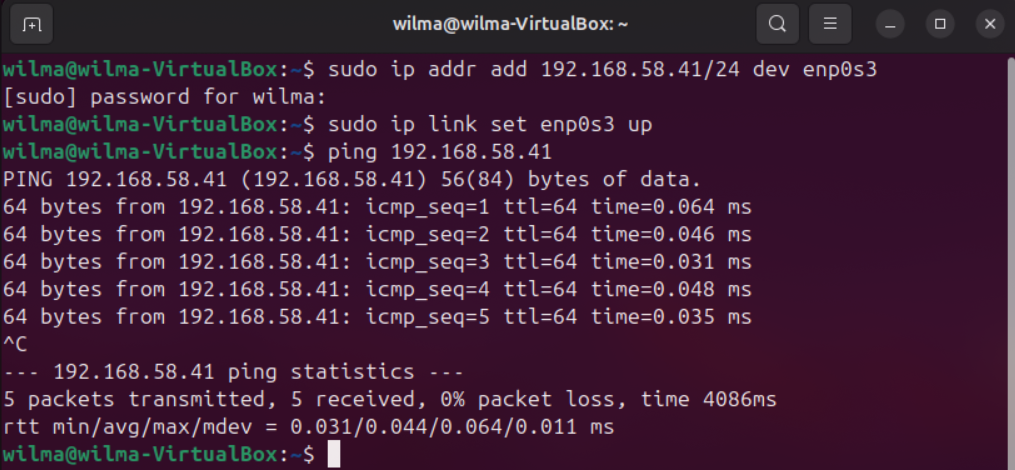 wilma@wilma-VirtualBox: ~
wilma@wilma-VirtualBox:~$ sudo ip addr add 192.168.58.41/24 dev enp0s3
[sudo] password for wilma:
wilma@wilma-VirtualBox:~$ sudo ip link set enp0s3 up
wilma@wilma-VirtualBox:~$ ping 192.168.58.41
PING 192.168.58.41 (192.168.58.41) 56(84) bytes of data.
64 bytes from 192.168.58.41: icmp_seq=1 ttl=64 time=0.064 ms
64 bytes from 192.168.58.41: icmp_seq=2 ttl=64 time=0.046 ms
64 bytes from 192.168.58.41: icmp_seq=3 ttl=64 time=0.031 ms
64 bytes from 192.168.58.41: icmp_seq=4 ttl=64 time=0.048 ms
64 bytes from 192.168.58.41: icmp_seq=5 ttl=64 time=0.035 ms
^C
--- 192.168.58.41 ping statistics ---
5 packets transmitted, 5 received, 0% packet loss, time 4086ms
rtt min/avg/max/mdev = 0.031/0.044/0.064/0.011 ms
wilma@wilma-VirtualBox:~$